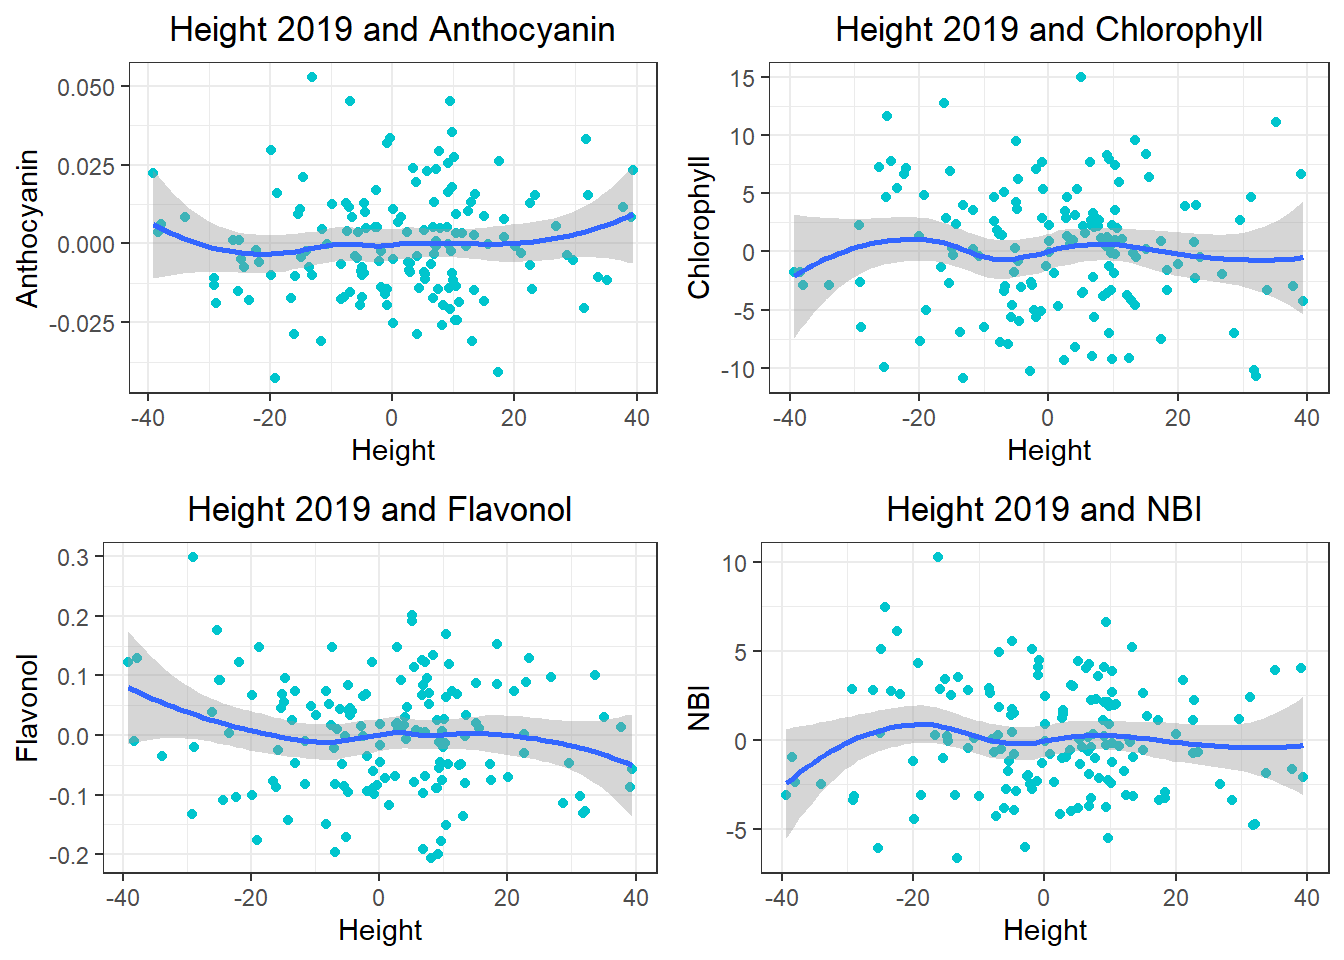 Height 2019 and Anthocyanin
Anthocyanin
0.050
0.025
0.000
-0.025
-40 -20 0 20 40
Height
Height 2019 and Chlorophyll
Chlorophyll
15
10
5
0
-5
-10
-40 -20 0 20 40
Height
Height 2019 and Flavonol
Flavonol
0.3
0.2
0.1
0.0
-0.1
-0.2
-40 -20 0 20 40
Height
Height 2019 and NBI
NBI
10
5
0
-5
-40 -20 0 20 40
Height